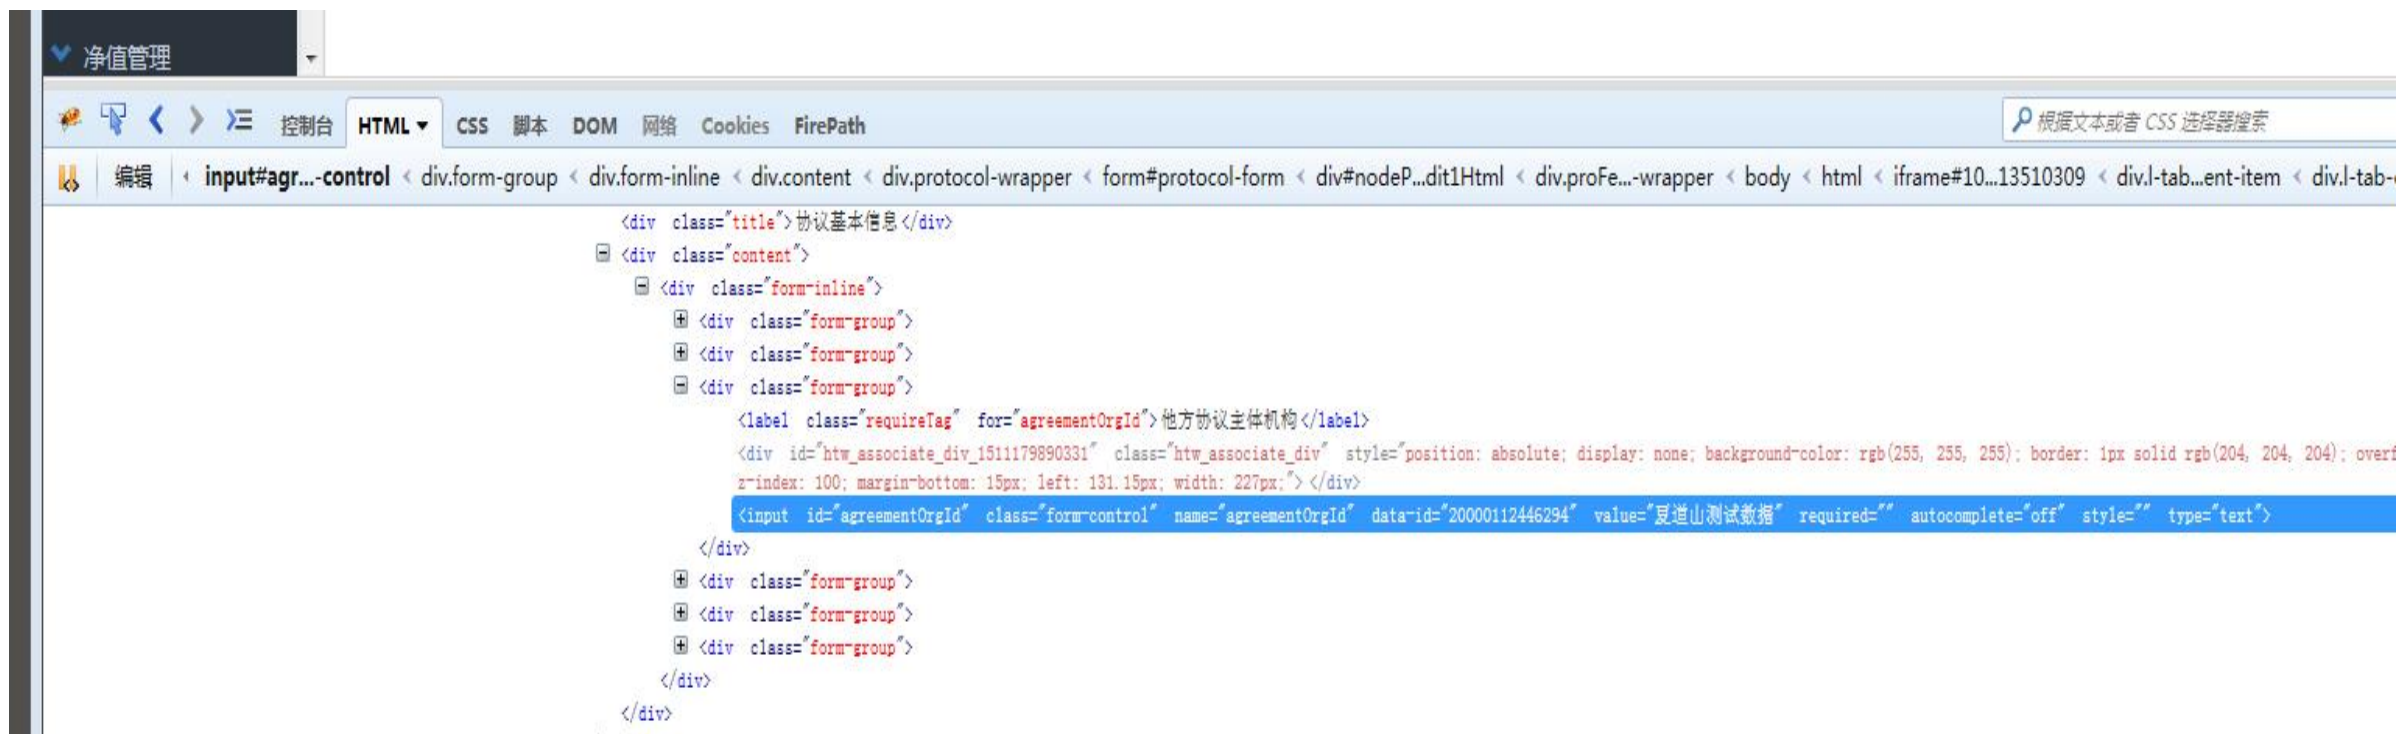 净值管理
控制台 HTML CSS 脚本 DOM 网络 Cookies FirePath 根据文本或者 CSS 选择器搜索
编辑 input#agr...-control < div.form-group < div.form-inline < div.content < div.protocol-wrapper < form#protocol-form < div#nodeP...dit1Html < div.proFe...-wrapper < body < html < iframe#10...13510309 < div.l-tab...ent-item < div.l-tab-
<div class="title">协议基本信息</div>
<div class="content">
<div class="form-inline">
<div class="form-group">
<div class="form-group">
<div class="form-group">
<label class="requireTag" for="agreementOrgId">他方协议主体机构</label>
<div id="htw_associate_div_1511179890331" class="htw_associate_div" style="position: absolute; display: none; background-color: rgb(255, 255, 255); border: 1px solid rgb(204, 204, 204); overf
z-index: 100; margin-bottom: 15px; left: 131.15px; width: 227px;"></div>
<input id="agreementOrgId" class="form-control" name="agreementOrgId" data-id="20000112446294" value="夏道山测试数据" required="" autocomplete="off" style="" type="text">
</div>
<div class="form-group">
<div class="form-group">
<div class="form-group">
</div>
</div>